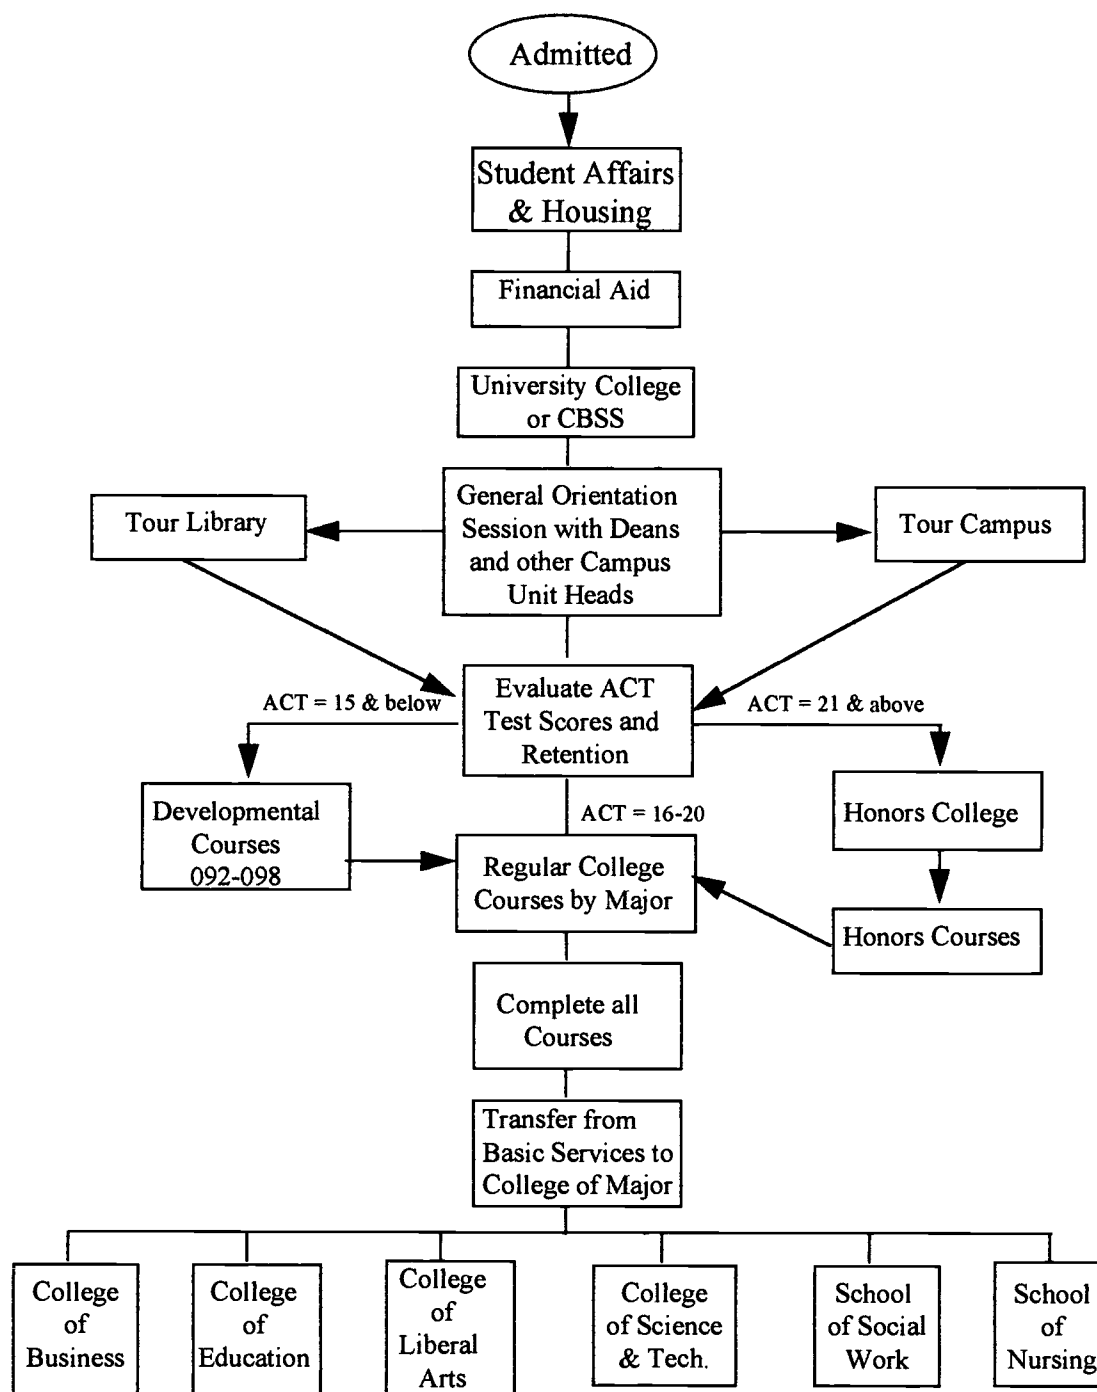 Admitted
Student Affairs
& Housing
Financial Aid
University College
or CBSS
Tour Library
General Orientation
Session with Deans
and other Campus
Unit Heads
Tour Campus
ACT = 15 & below
Evaluate ACT
Test Scores and
Retention
ACT = 21 & above
Developmental
Courses
092-098
ACT = 16-20
Honors College
Regular College
Courses by Major
Honors Courses
Complete all
Courses
Transfer from
Basic Services to
College of Major
College
of
Business
College
of
Education
College
of
Liberal
Arts
College
of Science
& Tech.
School
of Social
Work
School
of
Nursing